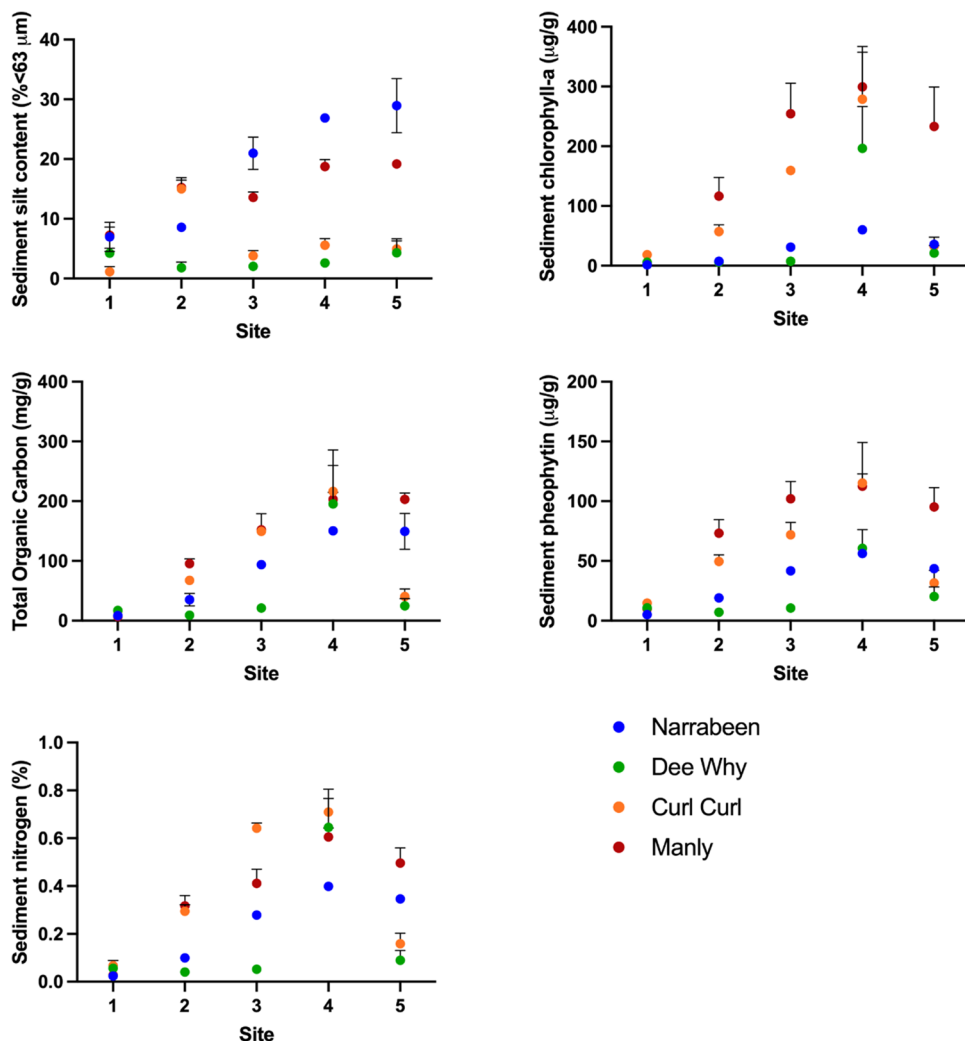 Sediment silt content (%<63 μm)
40
30
20
10
0
1 2 3 4 5
Site
Sediment chlorophyll-a (μg/g)
400
300
200
100
0
1 2 3 4 5
Site
Total Organic Carbon (mg/g)
400
300
200
100
0
1 2 3 4 5
Site
Sediment pheophytin (μg/g)
200
150
100
50
0
1 2 3 4 5
Site
Sediment nitrogen (%)
1.0
0.8
0.6
0.4
0.2
0.0
1 2 3 4 5
Site
Narrabeen
Dee Why
Curl Curl
Manly